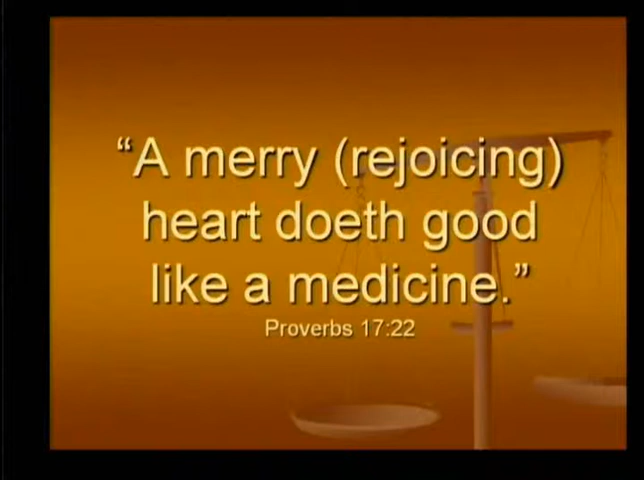 “A merry (rejoicing)
heart doeth good
like a medicine.”
Proverbs 17:22